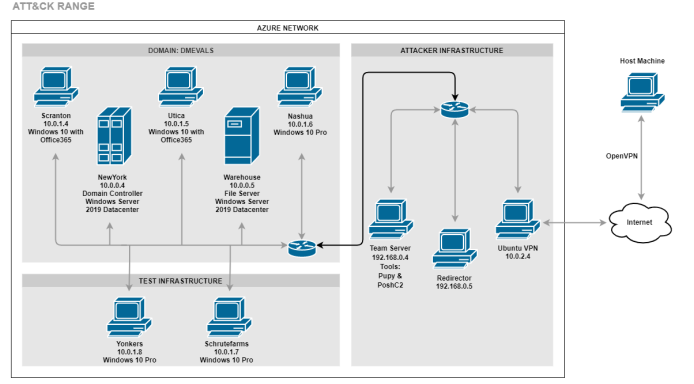 ATT&CK RANGE
AZURE NETWORK
DOMAIN: DMEVALS
Scranton
10.0.1.4
Windows 10 with
Office365
Utica
10.0.1.5
Windows 10 with
Office365
Nashua
10.0.1.6
Windows 10 Pro
NewYork
10.0.0.4
Domain Controller
Windows Server
2019 Datacenter
Warehouse
10.0.0.5
File Server
Windows Server
2019 Datacenter
TEST INFRASTRUCTURE
Yonkers
10.0.1.8
Windows 10 Pro
Schrutefarms
10.0.1.7
Windows 10 Pro
ATTACKER INFRASTRUCTURE
Team Server
192.168.0.4
Tools:
Pupy &
PoshC2
Redirector
192.168.0.5
Ubuntu VPN
10.0.2.4
Host Machine
OpenVPN
Internet